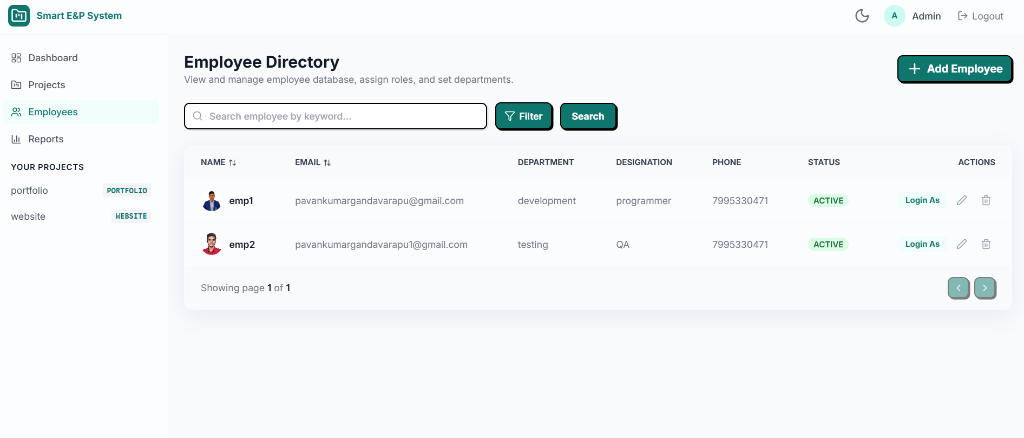 Smart E&P System
A Admin Logout
Dashboard
Projects
Employees
Reports
YOUR PROJECTS
portfolio PORTFOLIO
website WEBSITE
Employee Directory
View and manage employee database, assign roles, and set departments.
Add Employee
Search employee by keyword... Filter Search
NAME EMAIL DEPARTMENT DESIGNATION PHONE STATUS ACTIONS
emp1 pavankumargandavarapu@gmail.com development programmer 7995330471 ACTIVE Login As
emp2 pavankumargandavarapu1@gmail.com testing QA 7995330471 ACTIVE Login As
Showing page 1 of 1